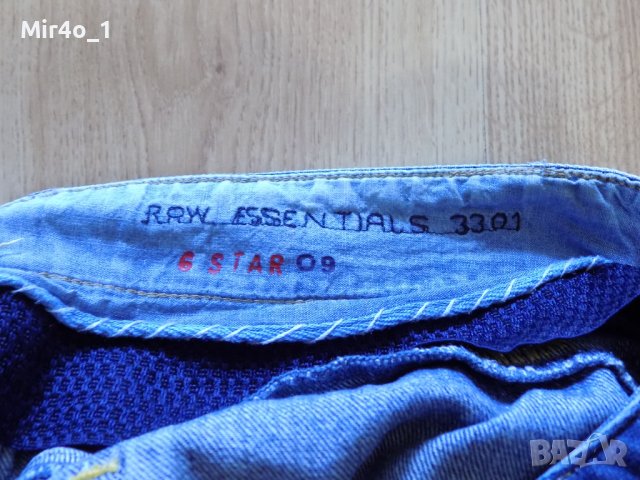 Mir4o_1
RAW ESSENTIALS 3301
G STAR 09
BAZAR